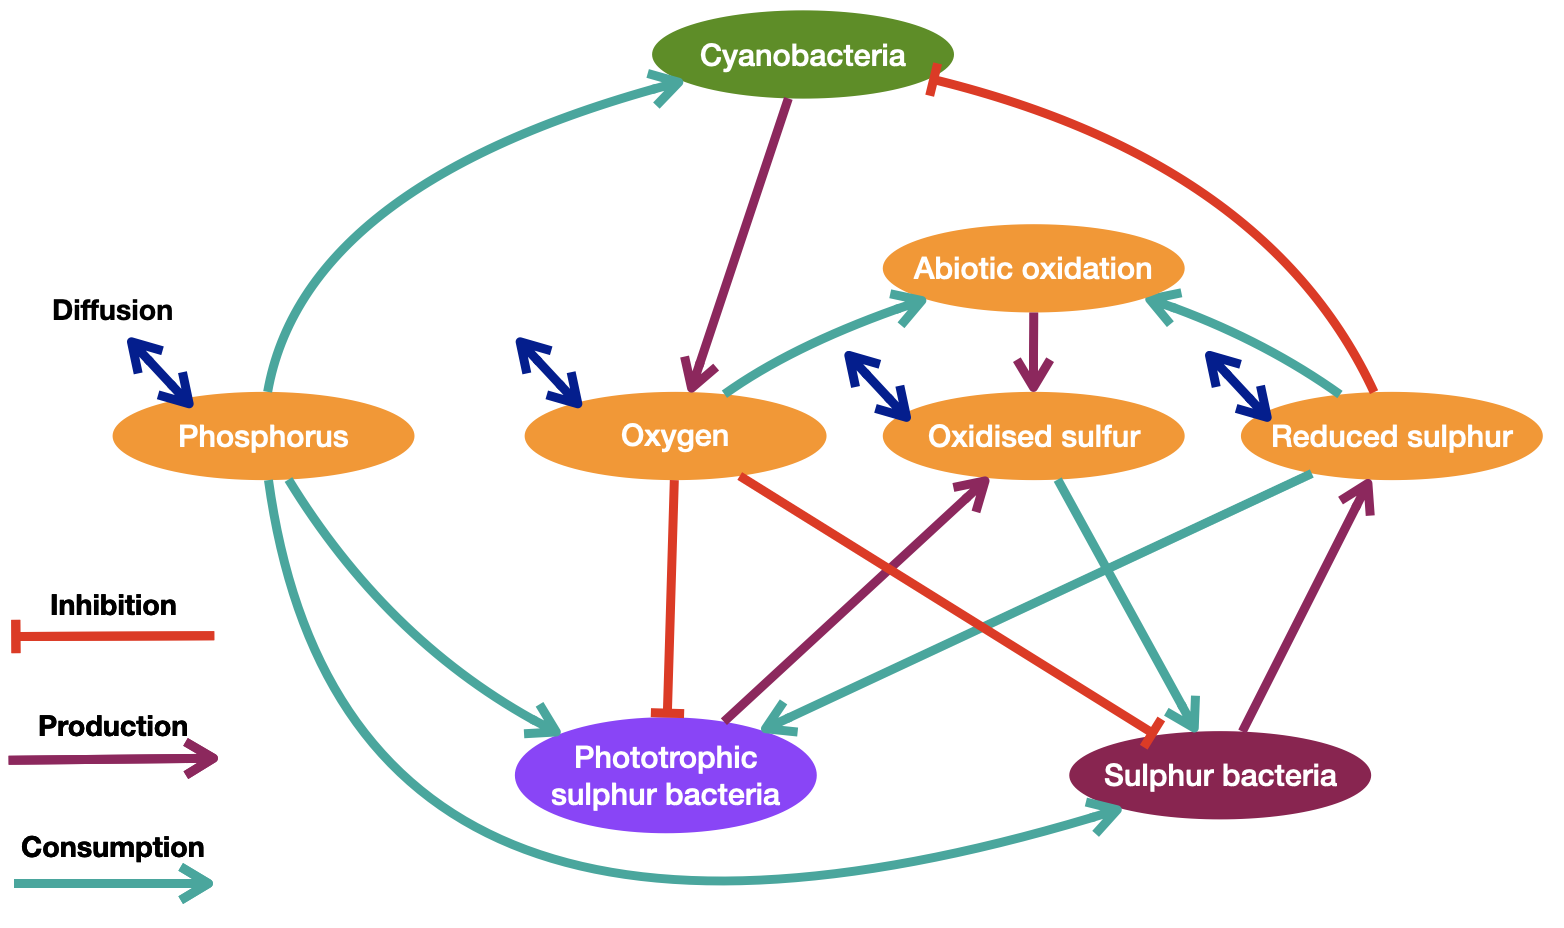 Cyanobacteria
Abiotic oxidation
Diffusion
Phosphorus
Oxygen
Oxidised sulfur
Reduced sulphur
Inhibition
Production
Consumption
Phototrophic
sulphur bacteria
Sulphur bacteria